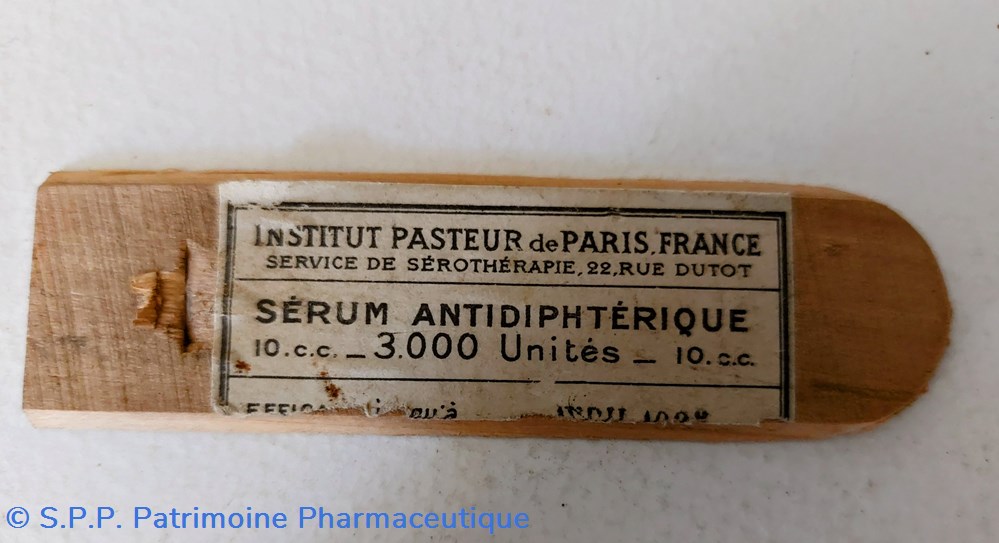 INSTITUT PASTEUR de PARIS. FRANCE
SERVICE DE SÉROTHÉRAPIE, 22, RUE DUTOT
SÉRUM ANTIDIPHTÉRIQUE
10. c.c. _ 3.000 Unités _ 10. c.c.
© S.P.P. Patrimoine Pharmaceutique